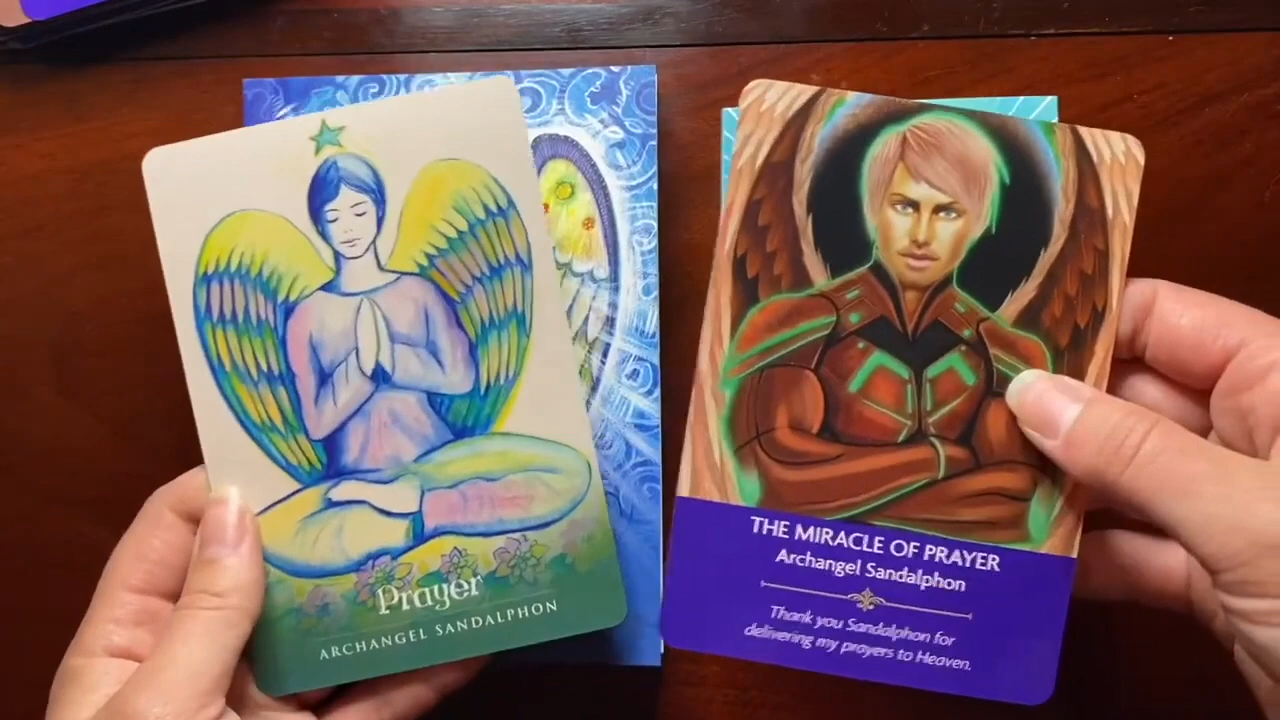 Prayer
ARCHANGEL SANDALPHON
THE MIRACLE OF PRAYER
Archangel Sandalphon
Thank you Sandalphon for
delivering my prayers to Heaven.